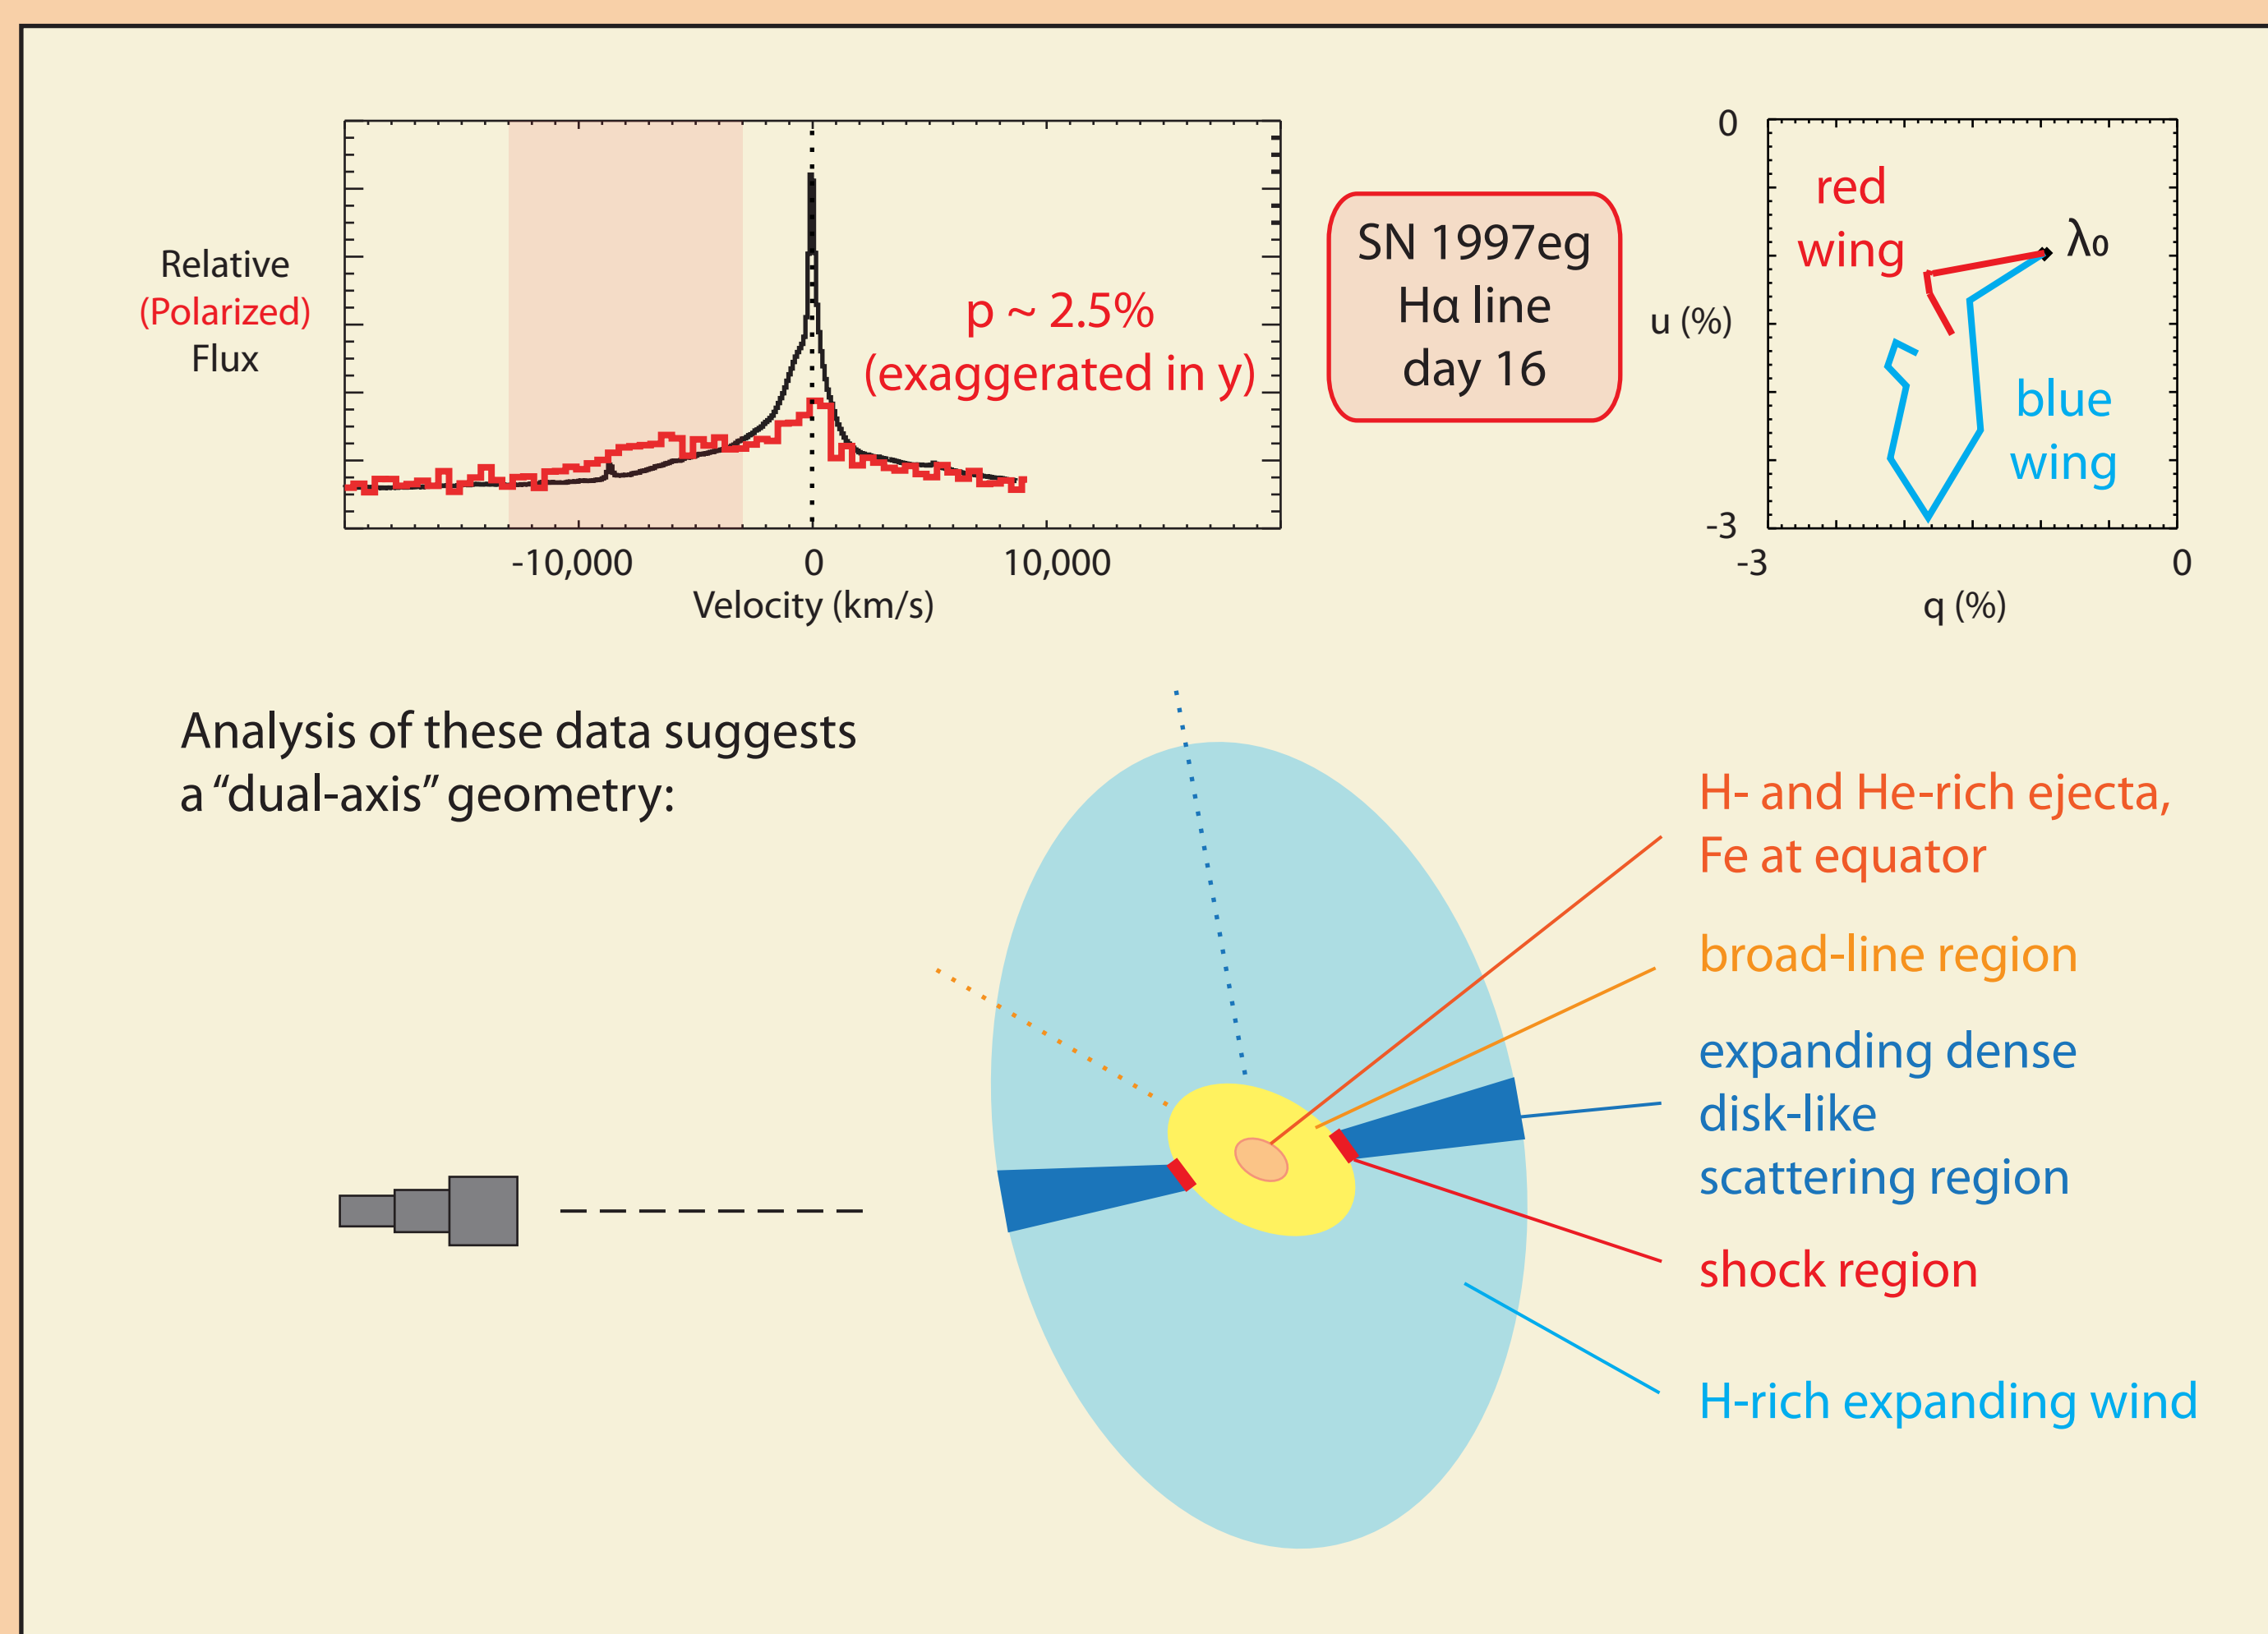 Relative
(Polarized)
Flux
p ~ 2.5%
(exaggerated in y)
-10,000
0
10,000
Velocity (km/s)
SN 1997eg
Hα line
day 16
0
u (%)
-3
red
wing
λ₀
blue
wing
-3
0
q (%)
Analysis of these data suggests
a “dual-axis” geometry:
H- and He-rich ejecta,
Fe at equator
broad-line region
expanding dense
disk-like
scattering region
shock region
H-rich expanding wind